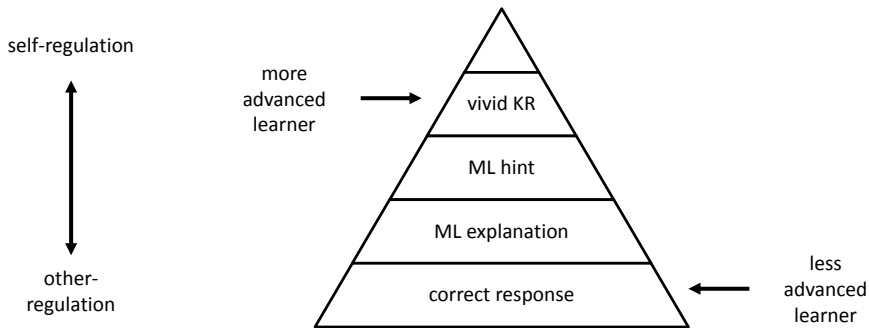 self-regulation
other-
regulation
more
advanced
learner
vivid KR
ML hint
ML explanation
correct response
less
advanced
learner